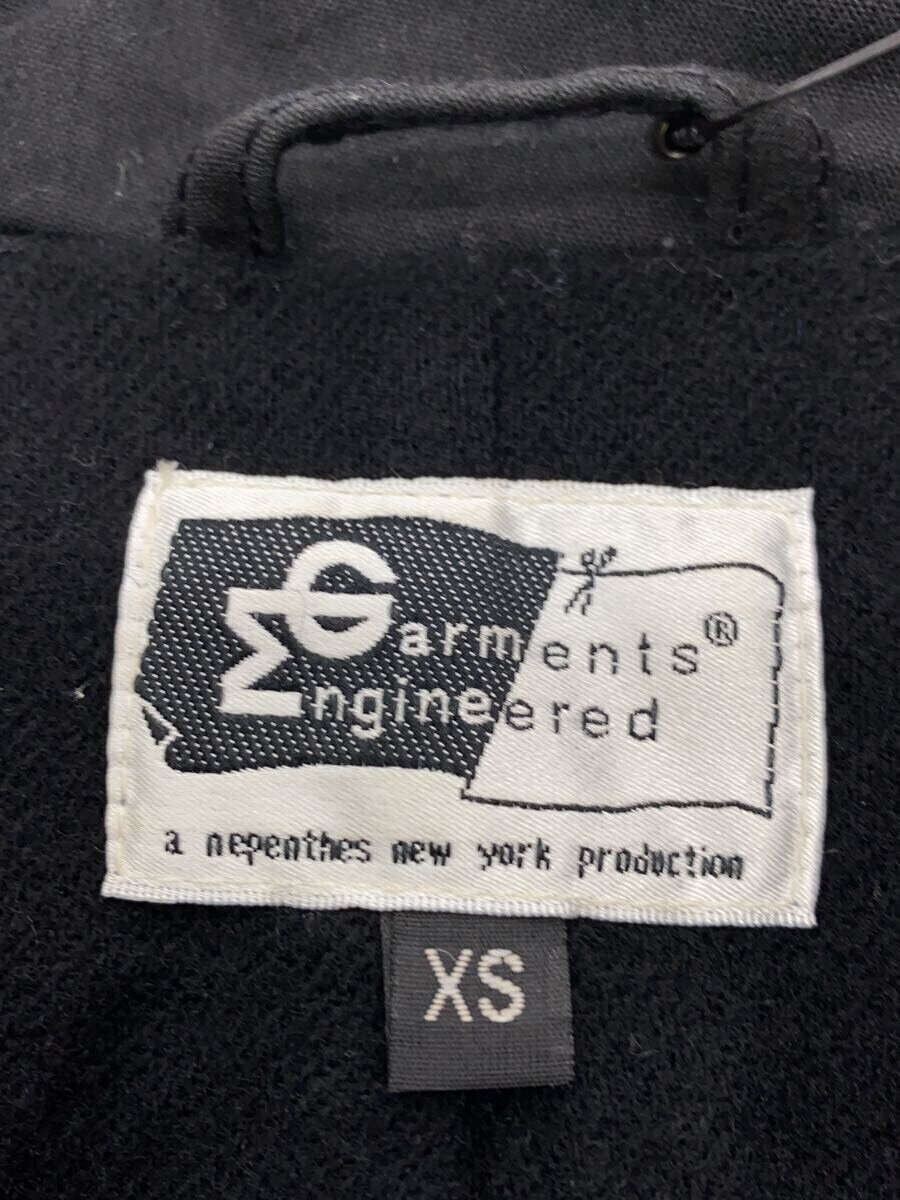 Garments®
Engineered
a nepenthes new york production
XS